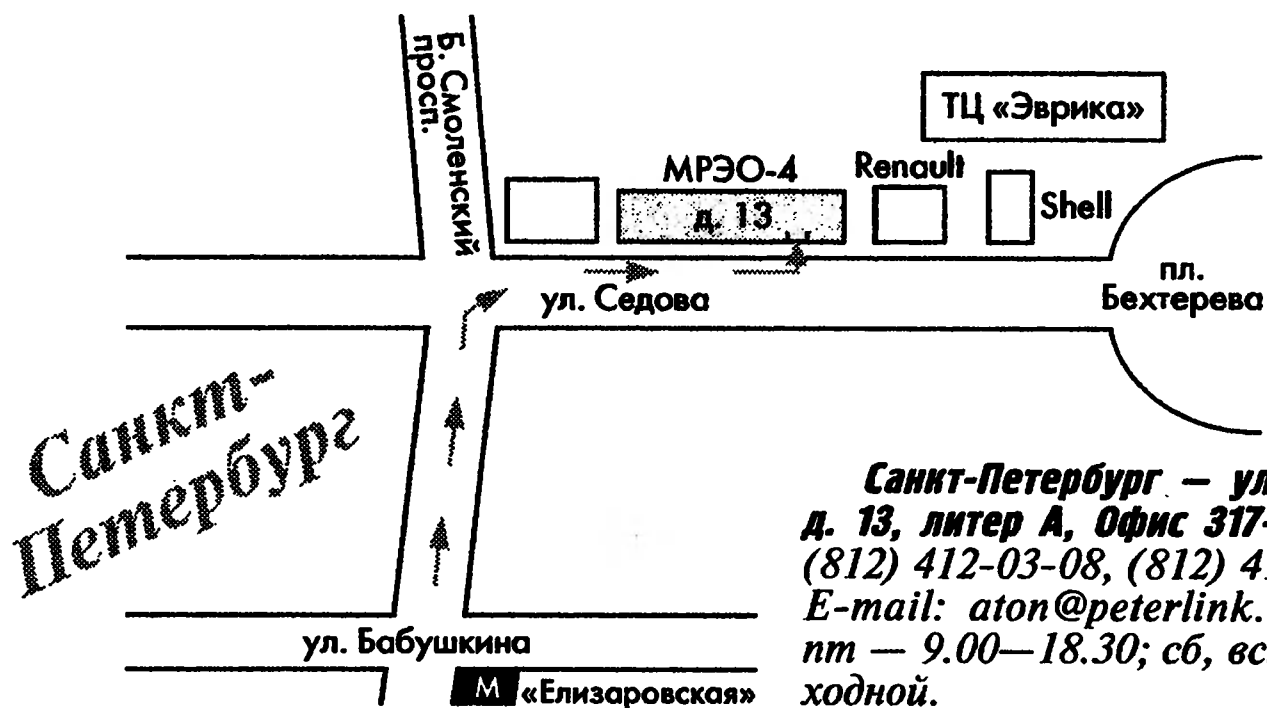 Б. Смоленский
просп.
ТЦ «Эврика»
МРЭО-4
Renault
д. 13
Shell
ул. Седова
пл.
Бехтерева
Санкт-
Петербург
Санкт-Петербург — ул
д. 13, литер А, Офис 317-
(812) 412-03-08, (812) 4
E-mail: aton@peterlink.
пт — 9.00—18.30; сб, вс
ходной.
ул. Бабушкина
М «Елизаровская»